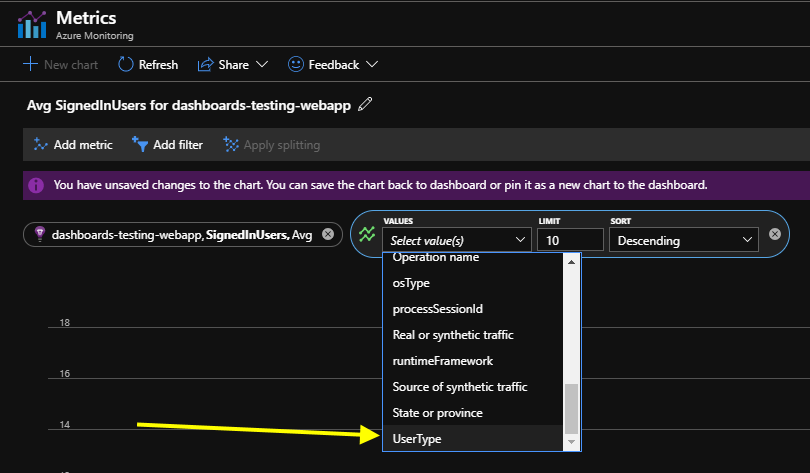 Metrics
Azure Monitoring
New chart Refresh Share Feedback
Avg SignedInUsers for dashboards-testing-webapp
Add metric Add filter Apply splitting
You have unsaved changes to the chart. You can save the chart back to dashboard or pin it as a new chart to the dashboard.
VALUES LIMIT SORT
dashboards-testing-webapp, SignedInUsers, Avg Select value(s) 10 Descending
Operation name
osType
processSessionId
Real or synthetic traffic
runtimeFramework
Source of synthetic traffic
State or province
UserType
18
16
14